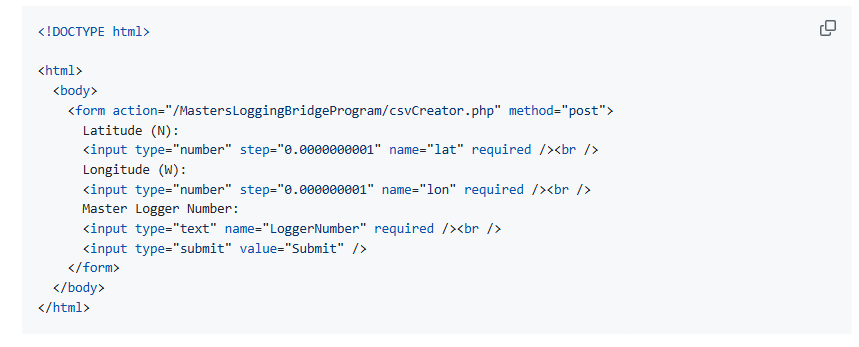 <!DOCTYPE html>
<html>
<body>
<form action="/MastersLoggingBridgeProgram/csvCreator.php" method="post">
Latitude (N):
<input type="number" step="0.0000000001" name="lat" required /><br />
Longitude (W):
<input type="number" step="0.000000001" name="lon" required /><br />
Master Logger Number:
<input type="text" name="LoggerNumber" required /><br />
<input type="submit" value="Submit" />
</form>
</body>
</html>